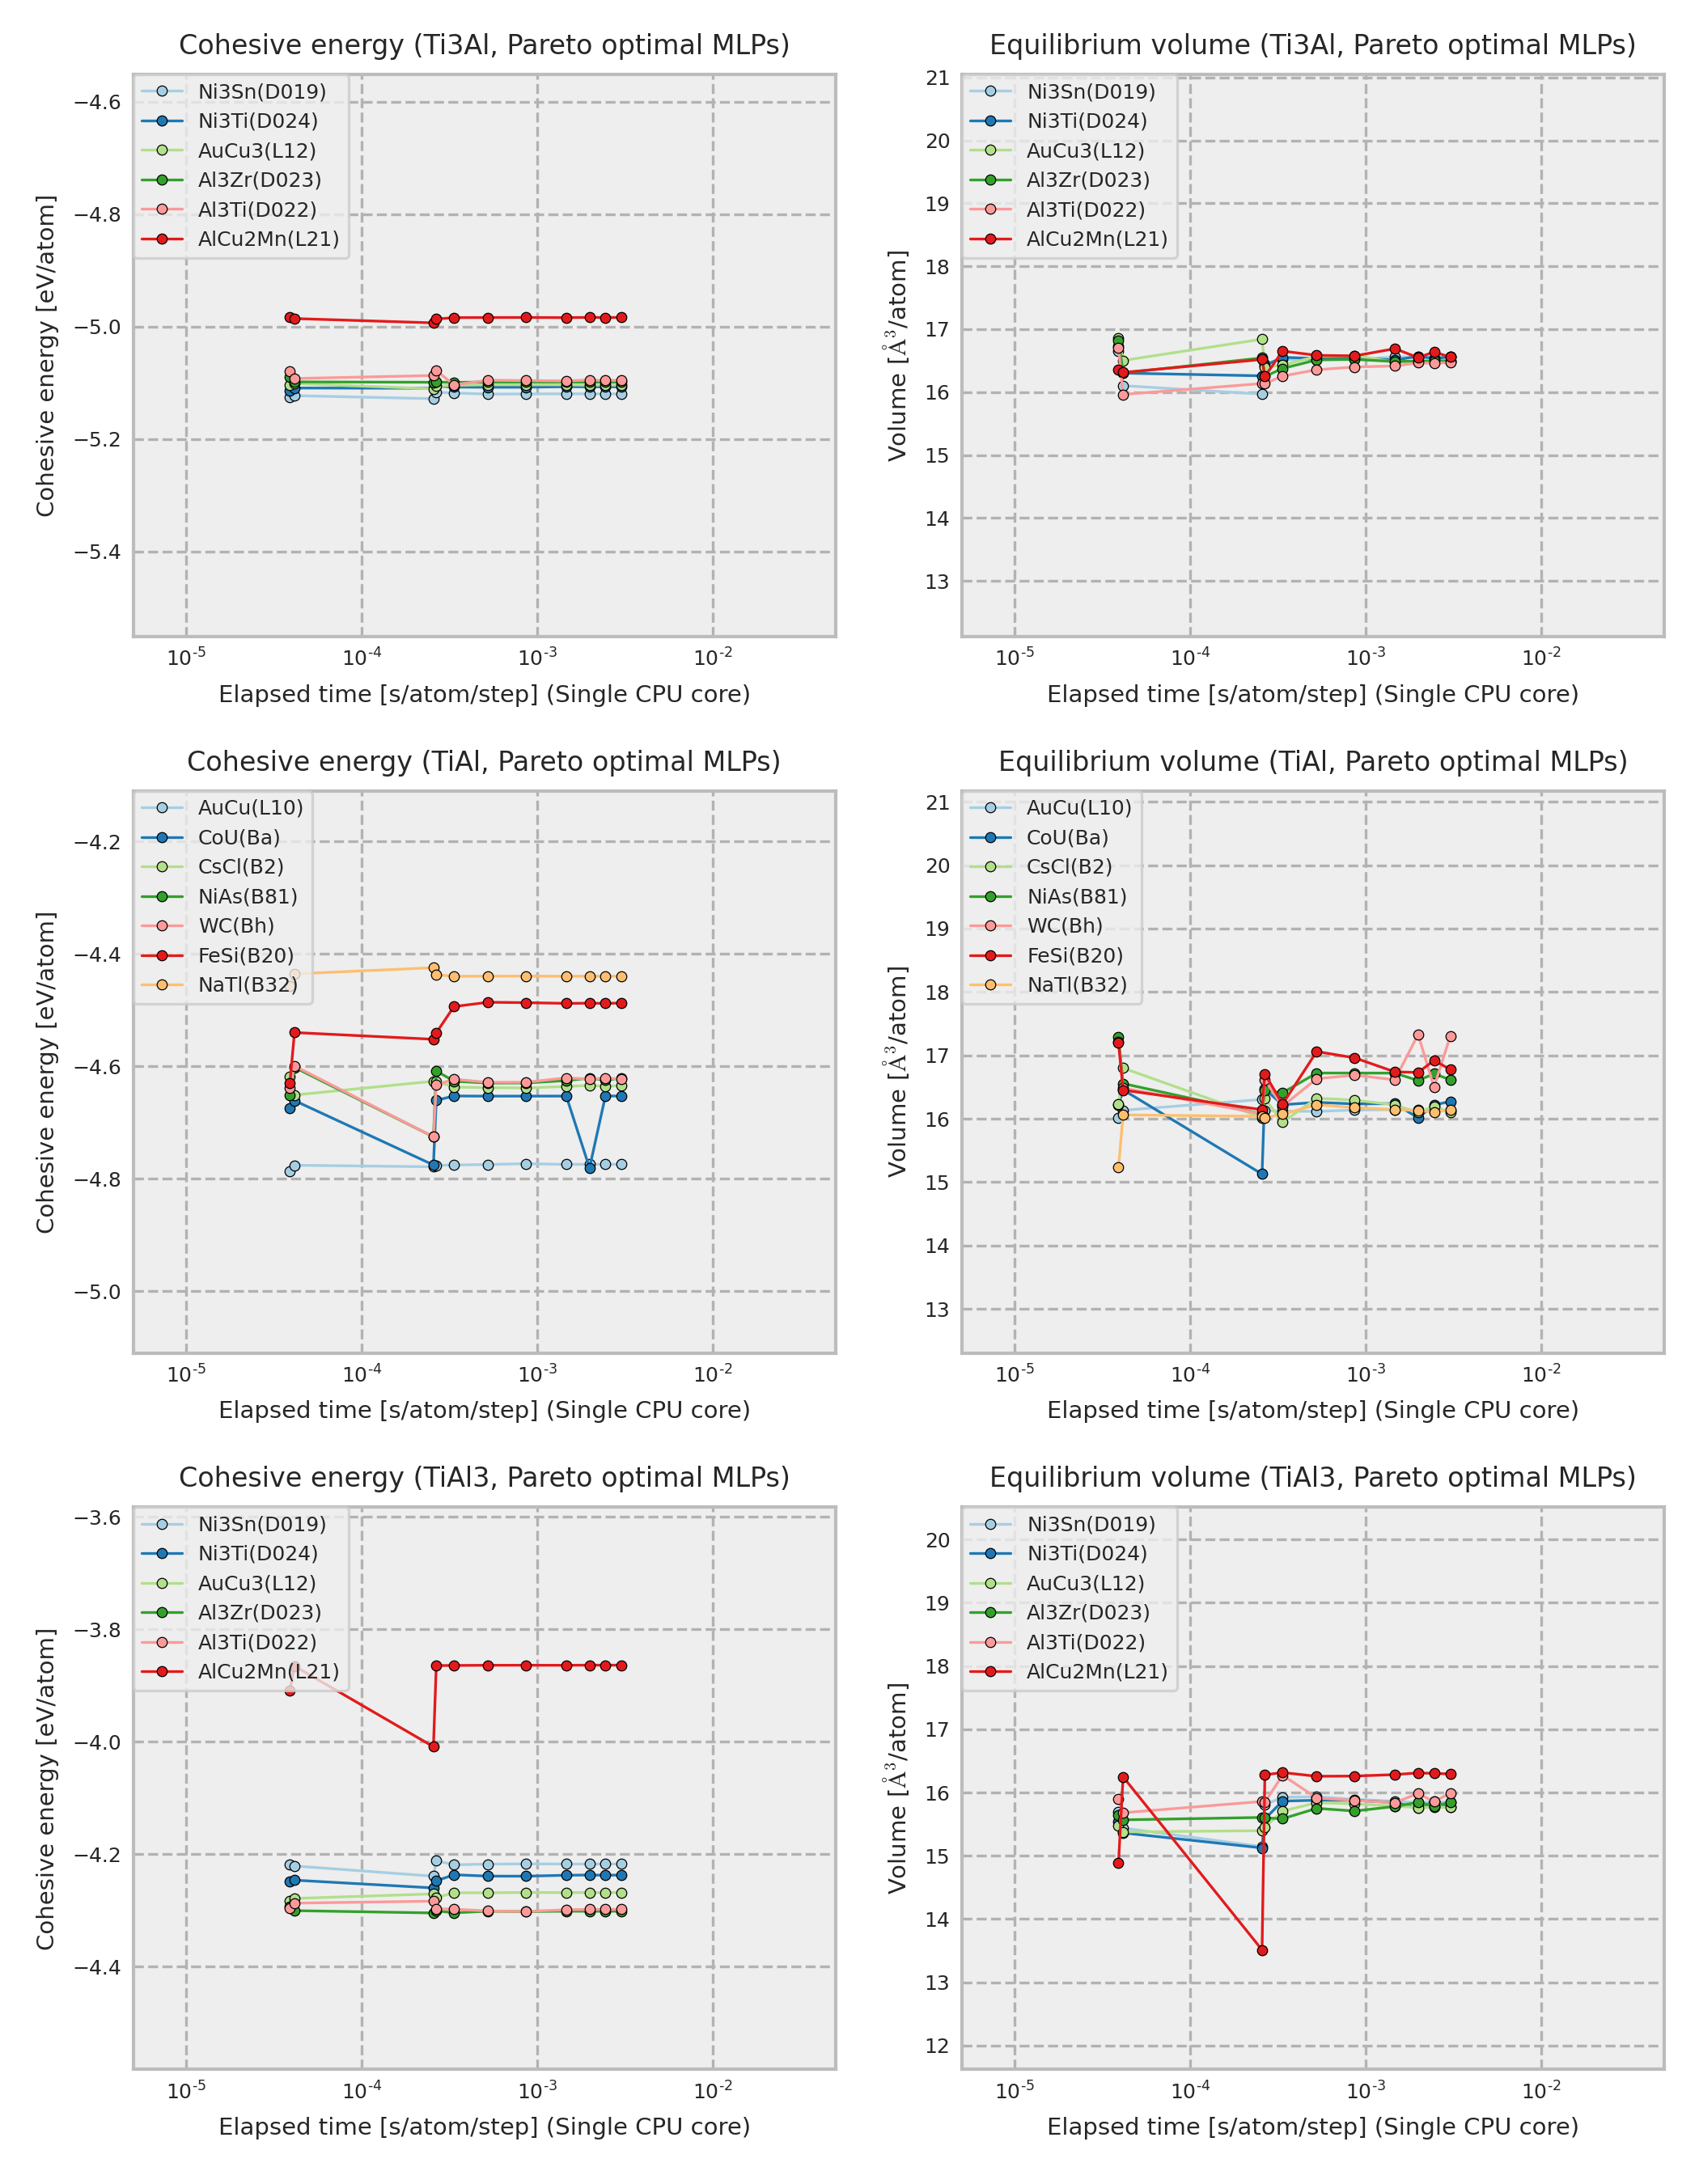 Cohesive energy (Ti3Al, Pareto optimal MLPs)
Cohesive energy [eV/atom]
−4.6
−4.8
−5.0
−5.2
−5.4
Ni3Sn(D019)
Ni3Ti(D024)
AuCu3(L12)
Al3Zr(D023)
Al3Ti(D022)
AlCu2Mn(L21)
10-5 10-4 10-3 10-2
Elapsed time [s/atom/step] (Single CPU core)
Equilibrium volume (Ti3Al, Pareto optimal MLPs)
Volume [Å3/atom]
21
20
19
18
17
16
15
14
13
Ni3Sn(D019)
Ni3Ti(D024)
AuCu3(L12)
Al3Zr(D023)
Al3Ti(D022)
AlCu2Mn(L21)
10-5 10-4 10-3 10-2
Elapsed time [s/atom/step] (Single CPU core)
Cohesive energy (TiAl, Pareto optimal MLPs)
Cohesive energy [eV/atom]
−4.2
−4.4
−4.6
−4.8
−5.0
AuCu(L10)
CoU(Ba)
CsCl(B2)
NiAs(B81)
WC(Bh)
FeSi(B20)
NaTl(B32)
10-5 10-4 10-3 10-2
Elapsed time [s/atom/step] (Single CPU core)
Equilibrium volume (TiAl, Pareto optimal MLPs)
Volume [Å3/atom]
21
20
19
18
17
16
15
14
13
AuCu(L10)
CoU(Ba)
CsCl(B2)
NiAs(B81)
WC(Bh)
FeSi(B20)
NaTl(B32)
10-5 10-4 10-3 10-2
Elapsed time [s/atom/step] (Single CPU core)
Cohesive energy (TiAl3, Pareto optimal MLPs)
Cohesive energy [eV/atom]
−3.6
−3.8
−4.0
−4.2
−4.4
Ni3Sn(D019)
Ni3Ti(D024)
AuCu3(L12)
Al3Zr(D023)
Al3Ti(D022)
AlCu2Mn(L21)
10-5 10-4 10-3 10-2
Elapsed time [s/atom/step] (Single CPU core)
Equilibrium volume (TiAl3, Pareto optimal MLPs)
Volume [Å3/atom]
20
19
18
17
16
15
14
13
12
Ni3Sn(D019)
Ni3Ti(D024)
AuCu3(L12)
Al3Zr(D023)
Al3Ti(D022)
AlCu2Mn(L21)
10-5 10-4 10-3 10-2
Elapsed time [s/atom/step] (Single CPU core)